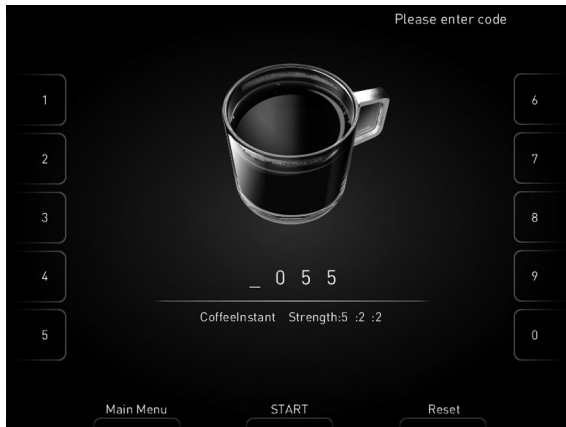 Please enter code
1
6
2
7
3
8
4
9
_ 0 5 5
CoffeeInstant Strength:5 :2 :2
5
0
Main Menu START Reset